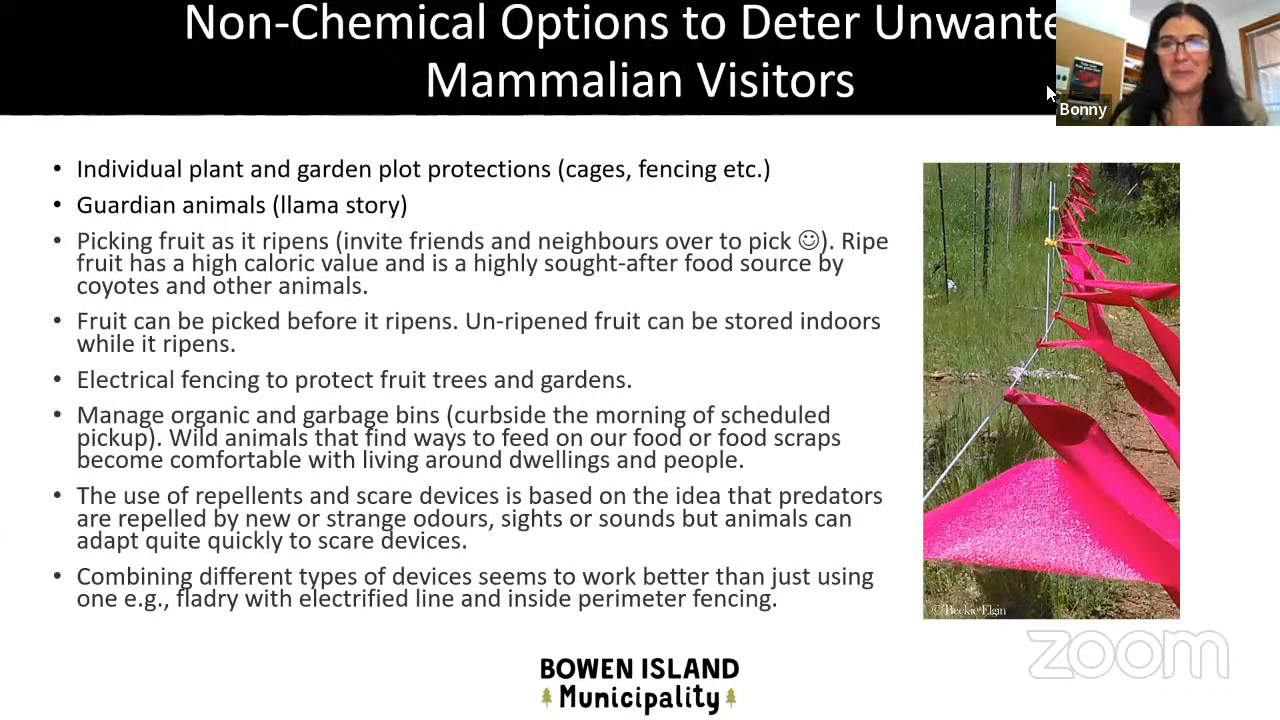 Non-Chemical Options to Deter Unwante
Mammalian Visitors
Bonny
• Individual plant and garden plot protections (cages, fencing etc.)
• Guardian animals (llama story)
• Picking fruit as it ripens (invite friends and neighbours over to pick ☺). Ripe
fruit has a high caloric value and is a highly sought-after food source by
coyotes and other animals.
• Fruit can be picked before it ripens. Un-ripened fruit can be stored indoors
while it ripens.
• Electrical fencing to protect fruit trees and gardens.
• Manage organic and garbage bins (curbside the morning of scheduled
pickup). Wild animals that find ways to feed on our food or food scraps
become comfortable with living around dwellings and people.
• The use of repellents and scare devices is based on the idea that predators
are repelled by new or strange odours, sights or sounds but animals can
adapt quite quickly to scare devices.
• Combining different types of devices seems to work better than just using
one e.g., fladry with electrified line and inside perimeter fencing.
© Beckie Elgin
zoom
BOWEN ISLAND
Municipality